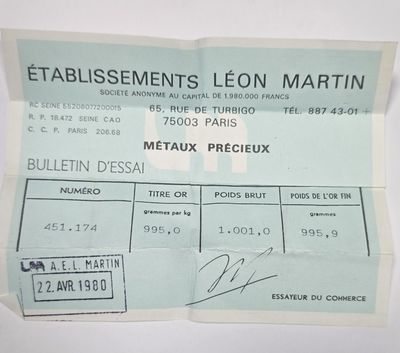 ÉTABLISSEMENTS LÉON MARTIN
SOCIÉTÉ ANONYME AU CAPITAL DE 1.980.000 FRANCS
RC SEINE 55208077200015
R. P. 18.472 SEINE CAO
C. C. P. PARIS 206.68
65, RUE DE TURBIGO
75003 PARIS
TÉL. 887 43-01 +
MÉTAUX PRÉCIEUX
BULLETIN D'ESSAI
NUMÉRO TITRE OR POIDS BRUT POIDS DE L'OR FIN
grammes par kg grammes
451.174 995,0 1.001,0 995,9
LM A.E.L. MARTIN
22. AVR. 1980
ESSAYEUR DU COMMERCE